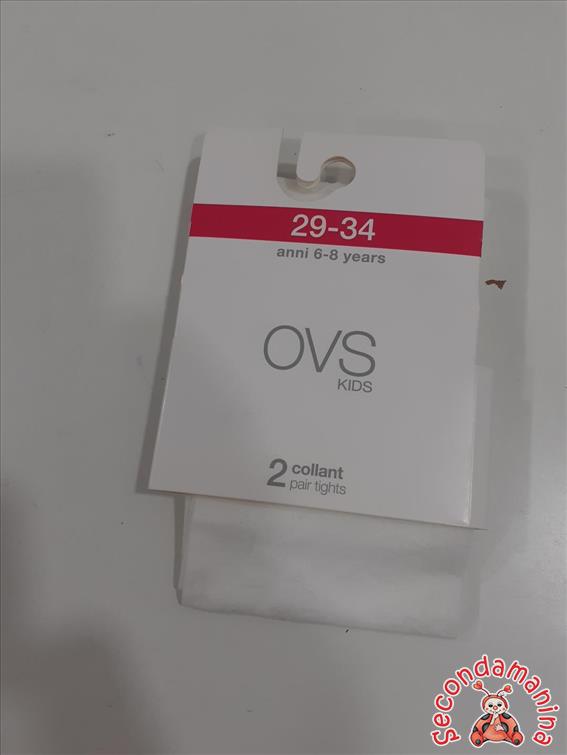 29-34
anni 6-8 years
OVS
KIDS
2 collant
pair tights
Secondamanina